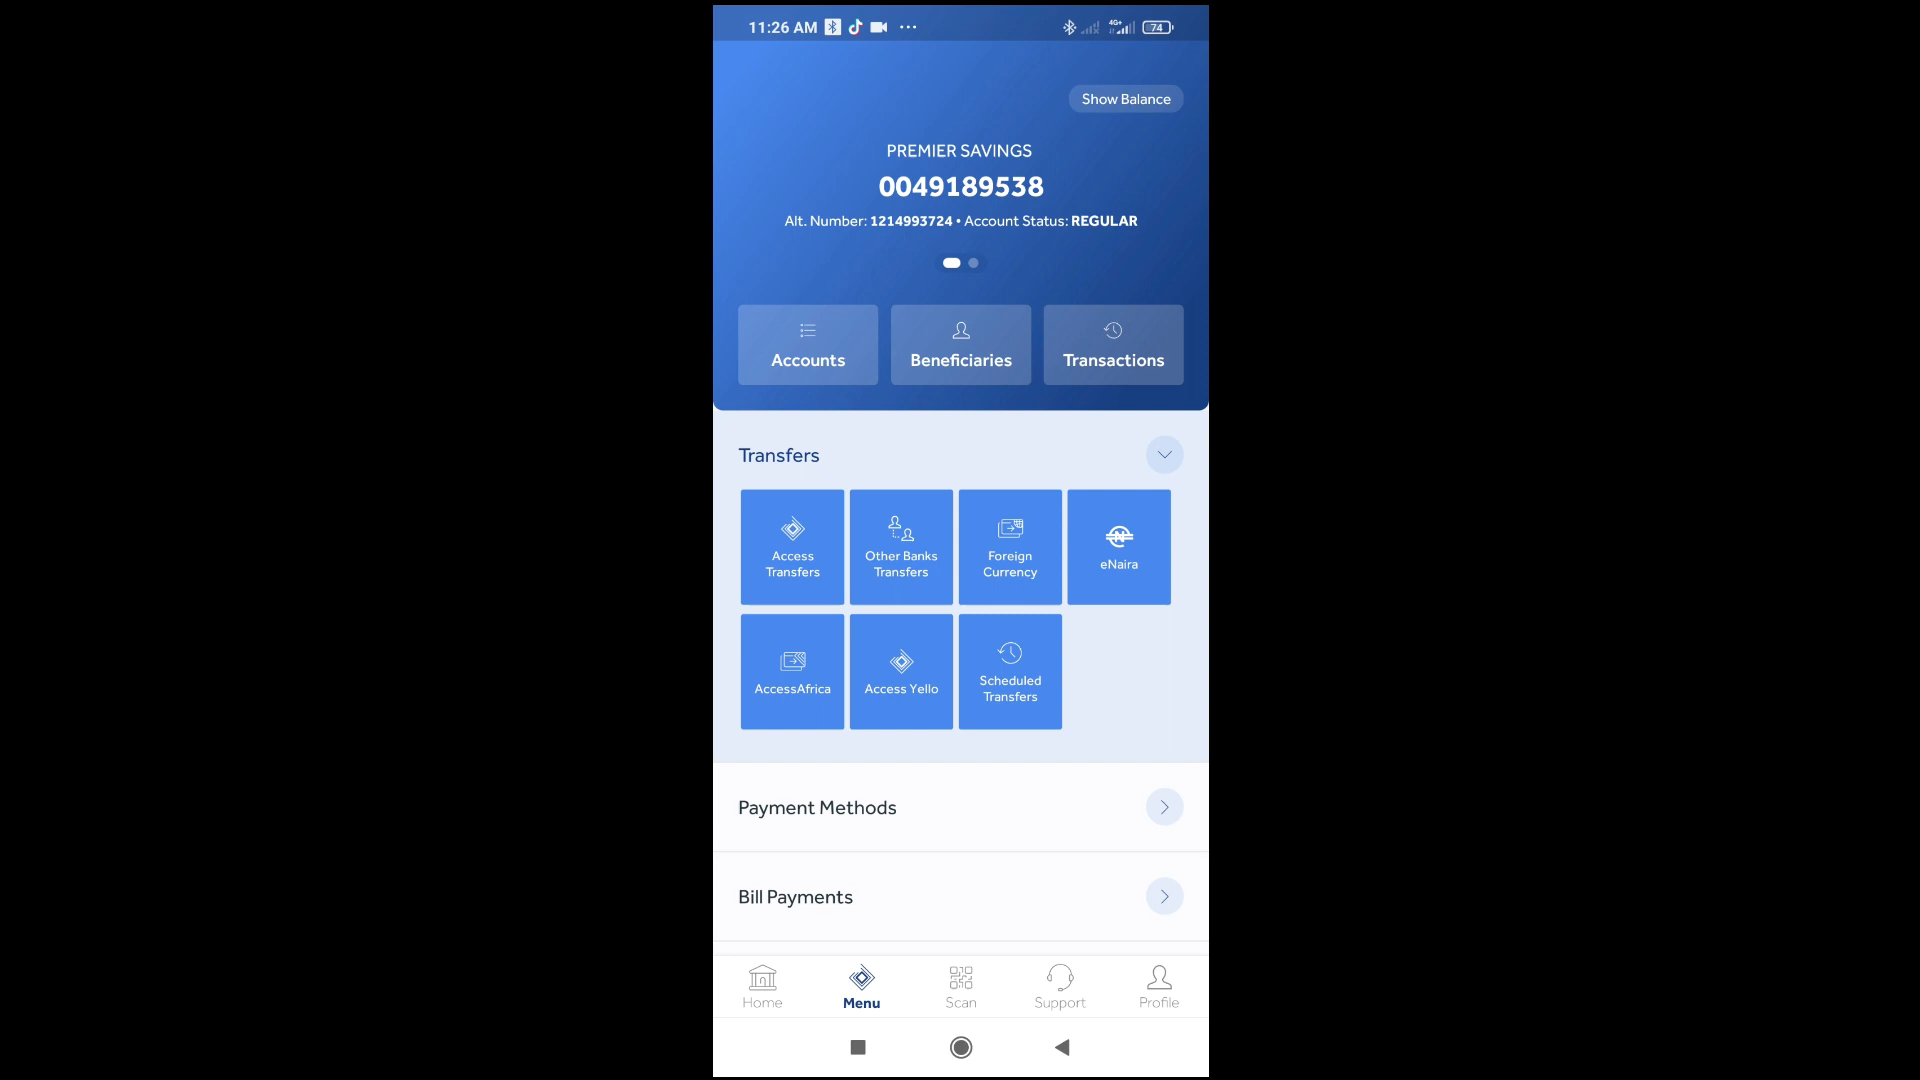 11:26 AM ... 4G+ 74
Show Balance
PREMIER SAVINGS
0049189538
Alt. Number: 1214993724 • Account Status: REGULAR
Accounts Beneficiaries Transactions
Transfers
Access Transfers
Other Banks Transfers
Foreign Currency
eNaira
AccessAfrica
Access Yello
Scheduled Transfers
Payment Methods
Bill Payments
Home Menu Scan Support Profile